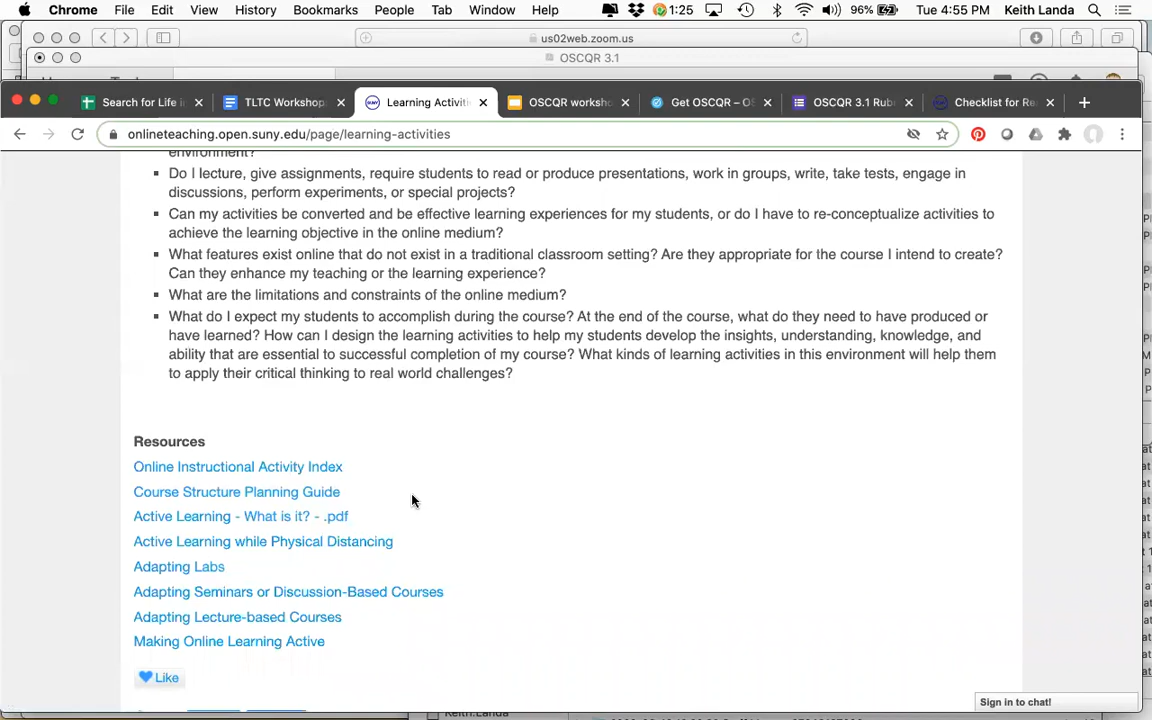 Chrome File Edit View History Bookmarks People Tab Window Help 1:25 96% Tue 4:55 PM Keith Landa
us02web.zoom.us
OSCQR 3.1
Search for Life i TLTC Workshop Learning Activiti OSCQR worksh Get OSCQR – OS OSCQR 3.1 Rub Checklist for Re
onlineteaching.open.suny.edu/page/learning-activities
environment?
▪ Do I lecture, give assignments, require students to read or produce presentations, work in groups, write, take tests, engage in
discussions, perform experiments, or special projects?
▪ Can my activities be converted and be effective learning experiences for my students, or do I have to re-conceptualize activities to
achieve the learning objective in the online medium?
▪ What features exist online that do not exist in a traditional classroom setting? Are they appropriate for the course I intend to create?
Can they enhance my teaching or the learning experience?
▪ What are the limitations and constraints of the online medium?
▪ What do I expect my students to accomplish during the course? At the end of the course, what do they need to have produced or
have learned? How can I design the learning activities to help my students develop the insights, understanding, knowledge, and
ability that are essential to successful completion of my course? What kinds of learning activities in this environment will help them
to apply their critical thinking to real world challenges?
Resources
Online Instructional Activity Index
Course Structure Planning Guide
Active Learning - What is it? - .pdf
Active Learning while Physical Distancing
Adapting Labs
Adapting Seminars or Discussion-Based Courses
Adapting Lecture-based Courses
Making Online Learning Active
Like
Sign in to chat!